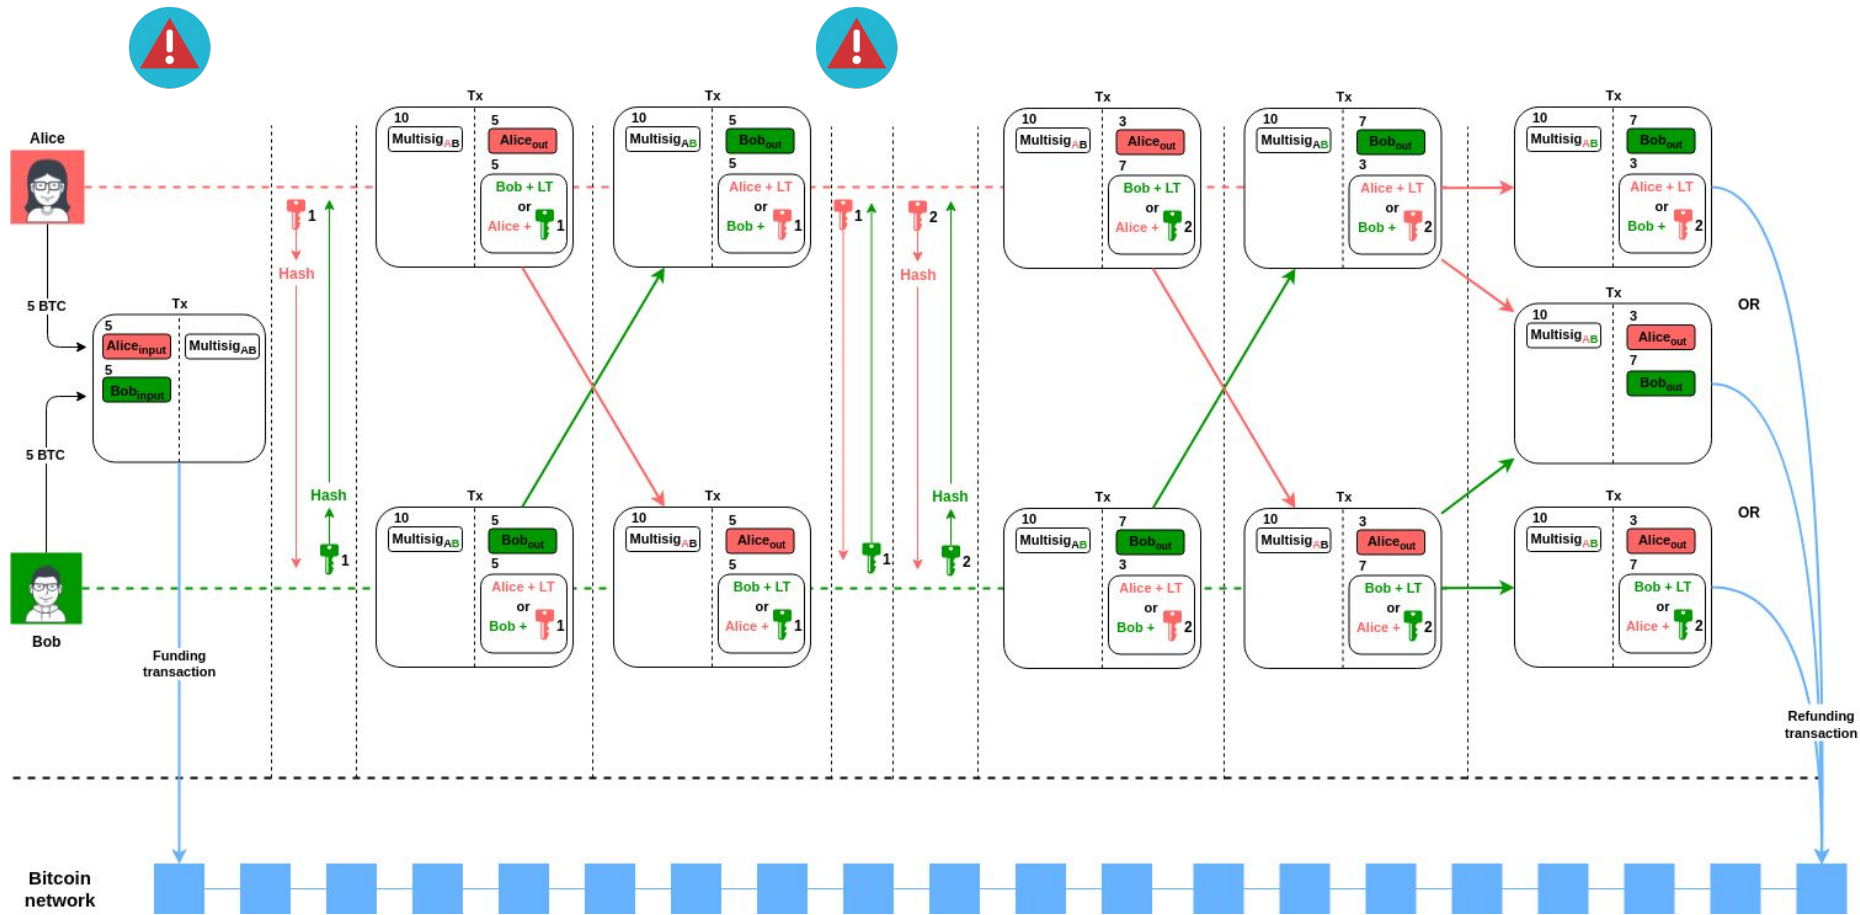 Alice
5 BTC
5 BTC
Bob
Tx
5
Alice input
Multisig AB
5
Bob input
Funding
transaction
1
Hash
Hash
1
Tx
10
Multisig AB
5
Alice out
5
Bob + LT
or
Alice + 1
Tx
10
Multisig AB
5
Bob out
5
Alice + LT
or
Bob + 1
Tx
10
Multisig AB
5
Bob out
5
Alice + LT
or
Bob + 1
Tx
10
Multisig AB
5
Alice out
5
Bob + LT
or
Alice + 1
1
1
2
Hash
Hash
2
Tx
10
Multisig AB
3
Alice out
7
Bob + LT
or
Alice + 2
Tx
10
Multisig AB
7
Bob out
3
Alice + LT
or
Bob + 2
Tx
10
Multisig AB
7
Bob out
3
Alice + LT
or
Bob + 2
Tx
10
Multisig AB
3
Alice out
7
Bob + LT
or
Alice + 2
Tx
10
Multisig AB
7
Bob out
3
Alice + LT
or
Bob + 2
OR
Tx
10
Multisig AB
3
Alice out
7
Bob out
OR
Tx
10
Multisig AB
3
Alice out
7
Bob + LT
or
Alice + 2
Refunding
transaction
Bitcoin
network